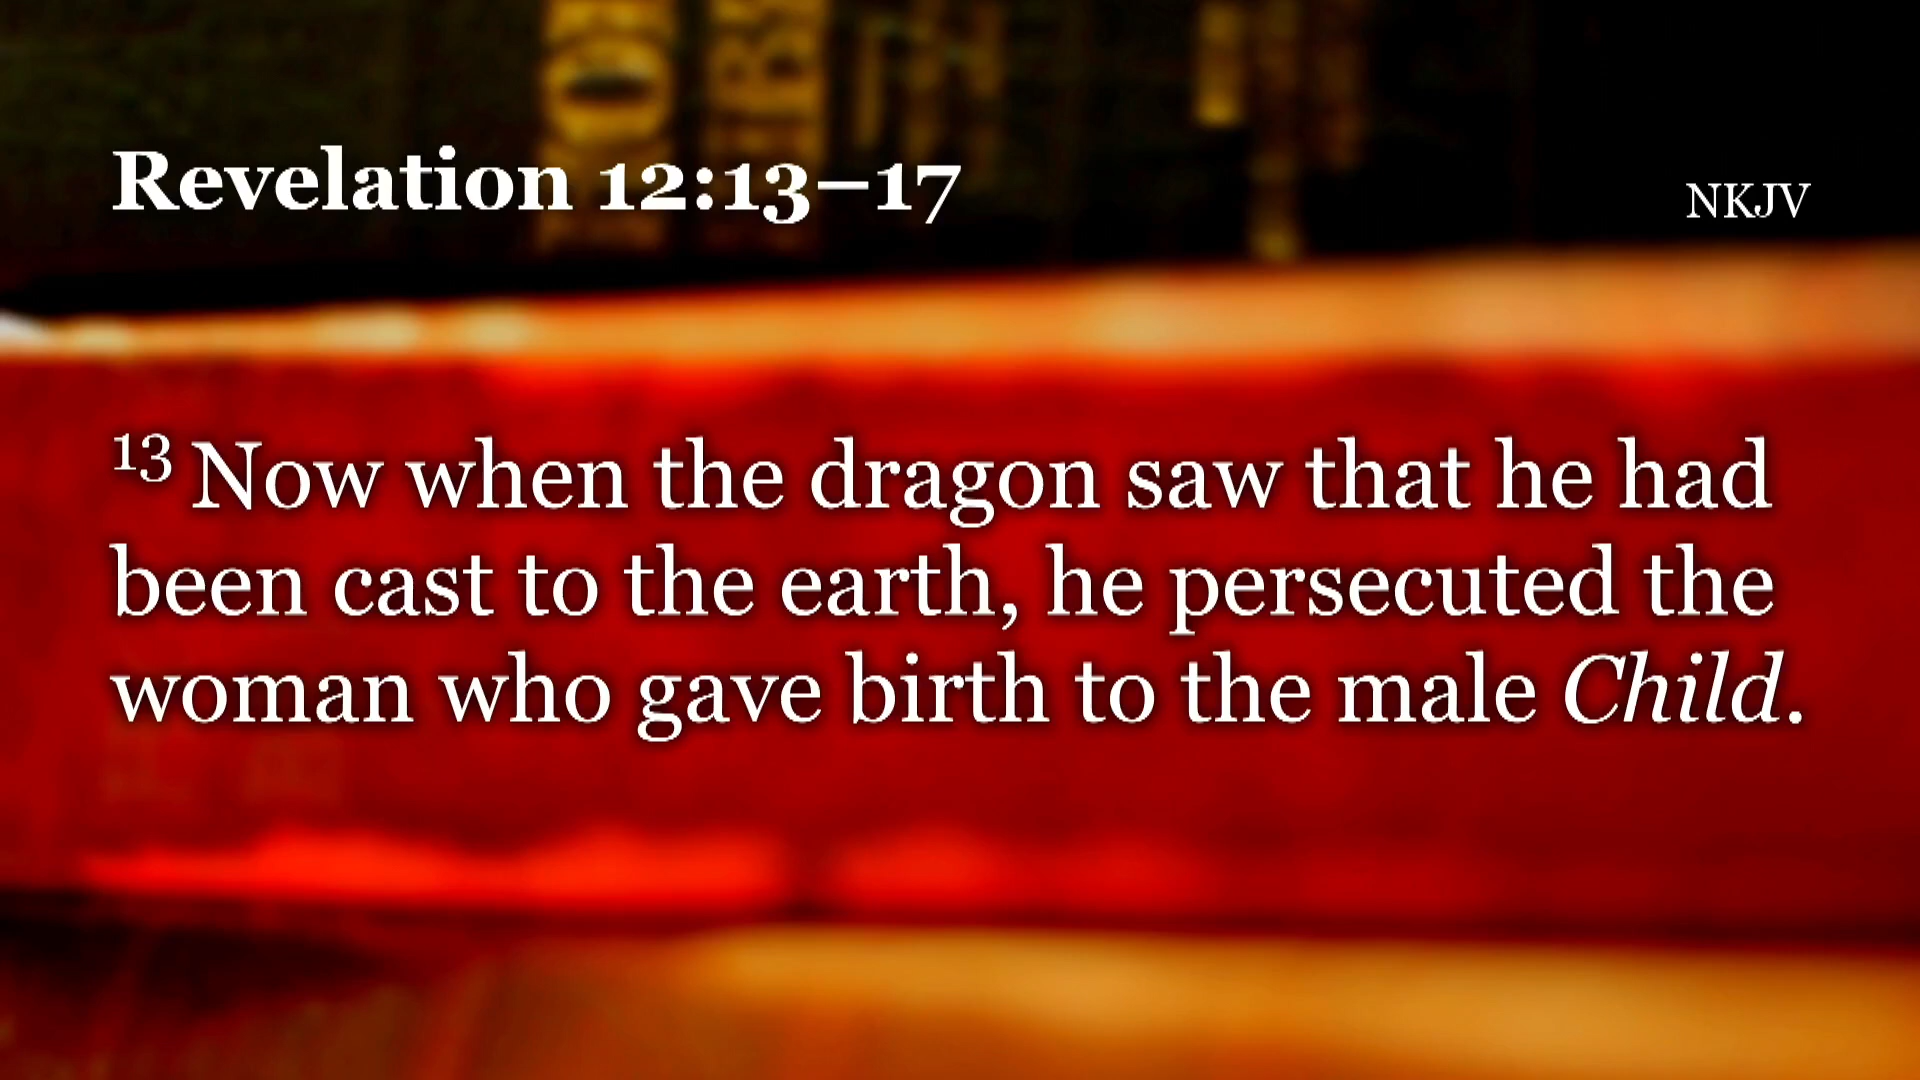 Revelation 12:13–17
NKJV
13 Now when the dragon saw that he had
been cast to the earth, he persecuted the
woman who gave birth to the male Child.